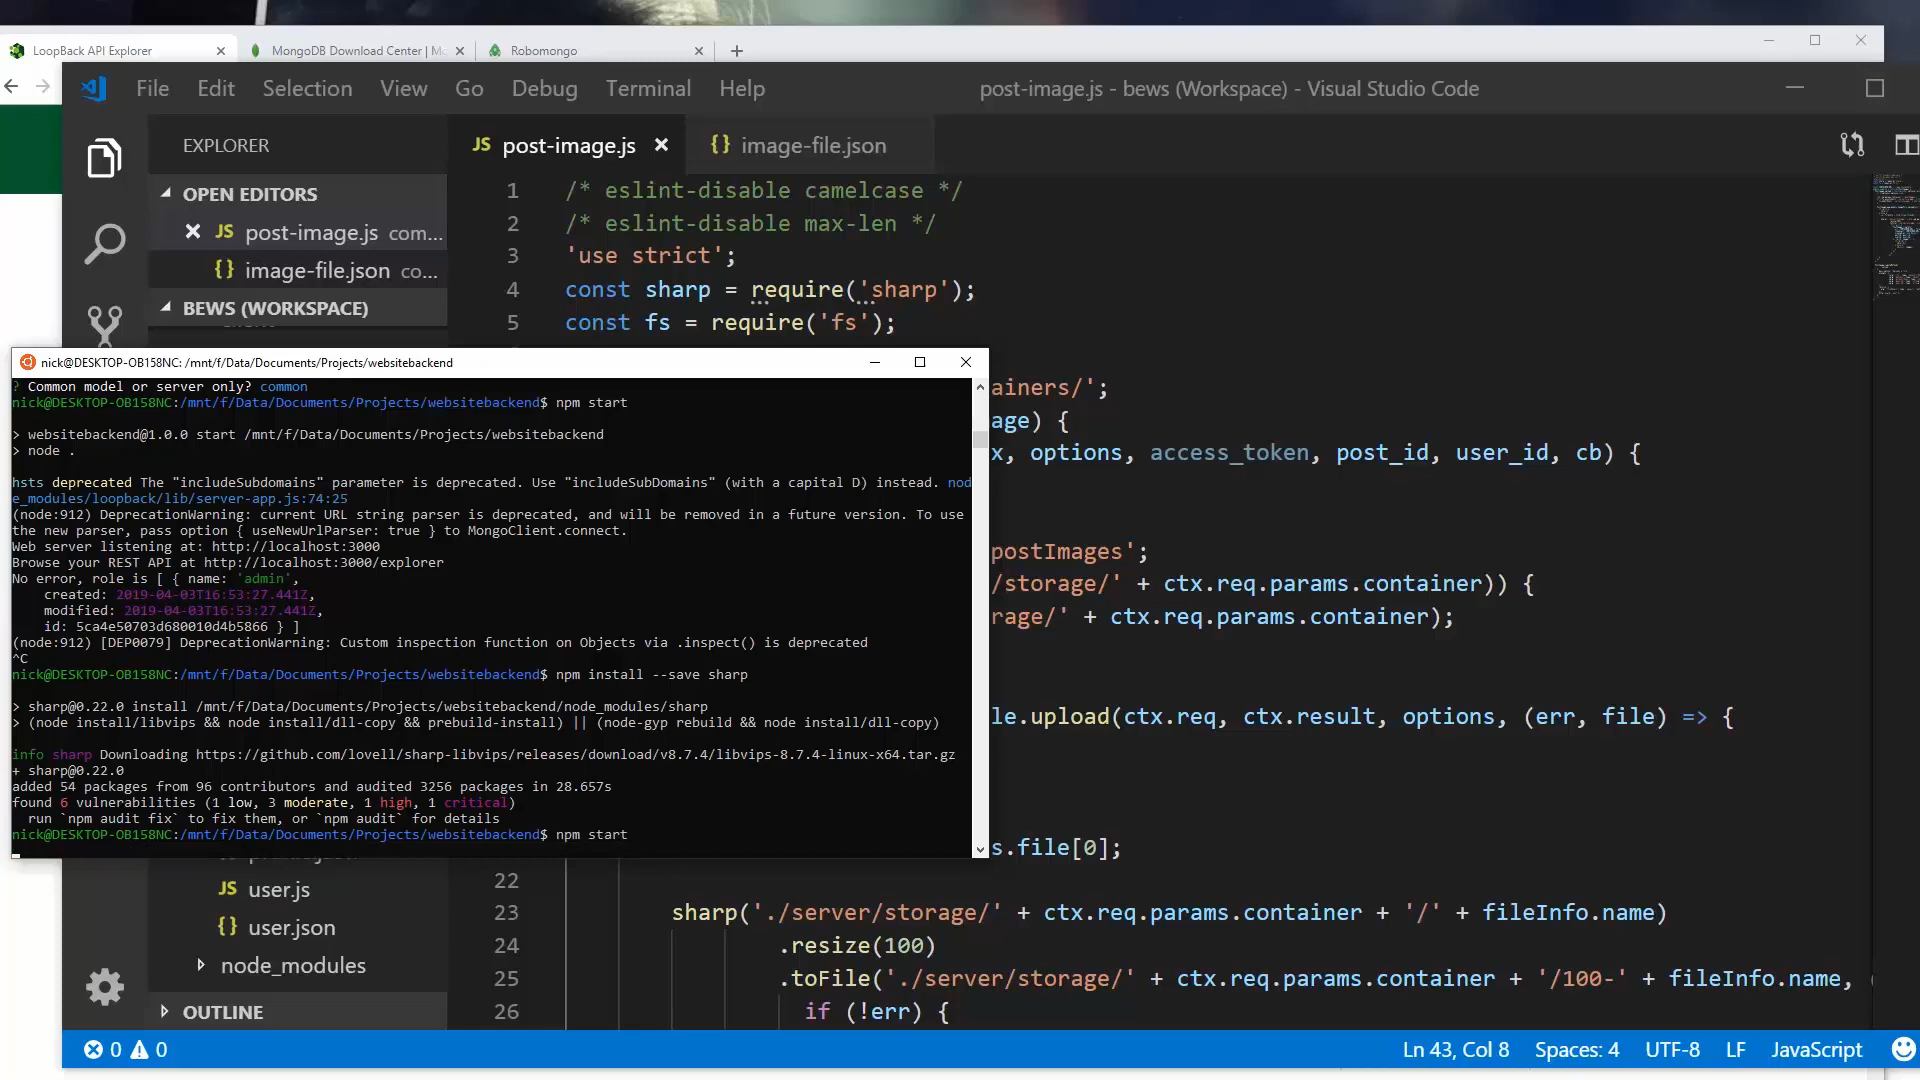 LoopBack API Explorer
MongoDB Download Center | Mo
Robomongo
File Edit Selection View Go Debug Terminal Help
post-image.js - bews (Workspace) - Visual Studio Code
EXPLORER
OPEN EDITORS
JS post-image.js com...
{} image-file.json co...
BEWS (WORKSPACE)
JS post-image.js
{} image-file.json
1 /* eslint-disable camelcase */
2 /* eslint-disable max-len */
3 'use strict';
4 const sharp = require('sharp');
5 const fs = require('fs');
ainers/';
age) {
x, options, access_token, post_id, user_id, cb) {
postImages';
/storage/' + ctx.req.params.container)) {
rage/' + ctx.req.params.container);
le.upload(ctx.req, ctx.result, options, (err, file) => {
s.file[0];
22
23 sharp('./server/storage/' + ctx.req.params.container + '/' + fileInfo.name)
24 .resize(100)
25 .toFile('./server/storage/' + ctx.req.params.container + '/100-' + fileInfo.name,
26 if (!err) {
nick@DESKTOP-OB158NC: /mnt/f/Data/Documents/Projects/websitebackend
? Common model or server only? common
nick@DESKTOP-OB158NC:/mnt/f/Data/Documents/Projects/websitebackend$ npm start
> websitebackend@1.0.0 start /mnt/f/Data/Documents/Projects/websitebackend
> node .
hsts deprecated The "includeSubdomains" parameter is deprecated. Use "includeSubDomains" (with a capital D) instead. nod
e_modules/loopback/lib/server-app.js:74:25
(node:912) DeprecationWarning: current URL string parser is deprecated, and will be removed in a future version. To use
the new parser, pass option { useNewUrlParser: true } to MongoClient.connect.
Web server listening at: http://localhost:3000
Browse your REST API at http://localhost:3000/explorer
No error, role is [ { name: 'admin',
created: 2019-04-03T16:53:27.441Z,
modified: 2019-04-03T16:53:27.441Z,
id: 5ca4e50703d680010d4b5866 } ]
(node:912) [DEP0079] DeprecationWarning: Custom inspection function on Objects via .inspect() is deprecated
^C
nick@DESKTOP-OB158NC:/mnt/f/Data/Documents/Projects/websitebackend$ npm install --save sharp
> sharp@0.22.0 install /mnt/f/Data/Documents/Projects/websitebackend/node_modules/sharp
> (node install/libvips && node install/dll-copy && prebuild-install) || (node-gyp rebuild && node install/dll-copy)
info sharp Downloading https://github.com/lovell/sharp-libvips/releases/download/v8.7.4/libvips-8.7.4-linux-x64.tar.gz
+ sharp@0.22.0
added 54 packages from 96 contributors and audited 3256 packages in 28.657s
found 6 vulnerabilities (1 low, 3 moderate, 1 high, 1 critical)
run `npm audit fix` to fix them, or `npm audit` for details
nick@DESKTOP-OB158NC:/mnt/f/Data/Documents/Projects/websitebackend$ npm start
JS user.js
{} user.json
node_modules
OUTLINE
0 0
Ln 43, Col 8 Spaces: 4 UTF-8 LF JavaScript